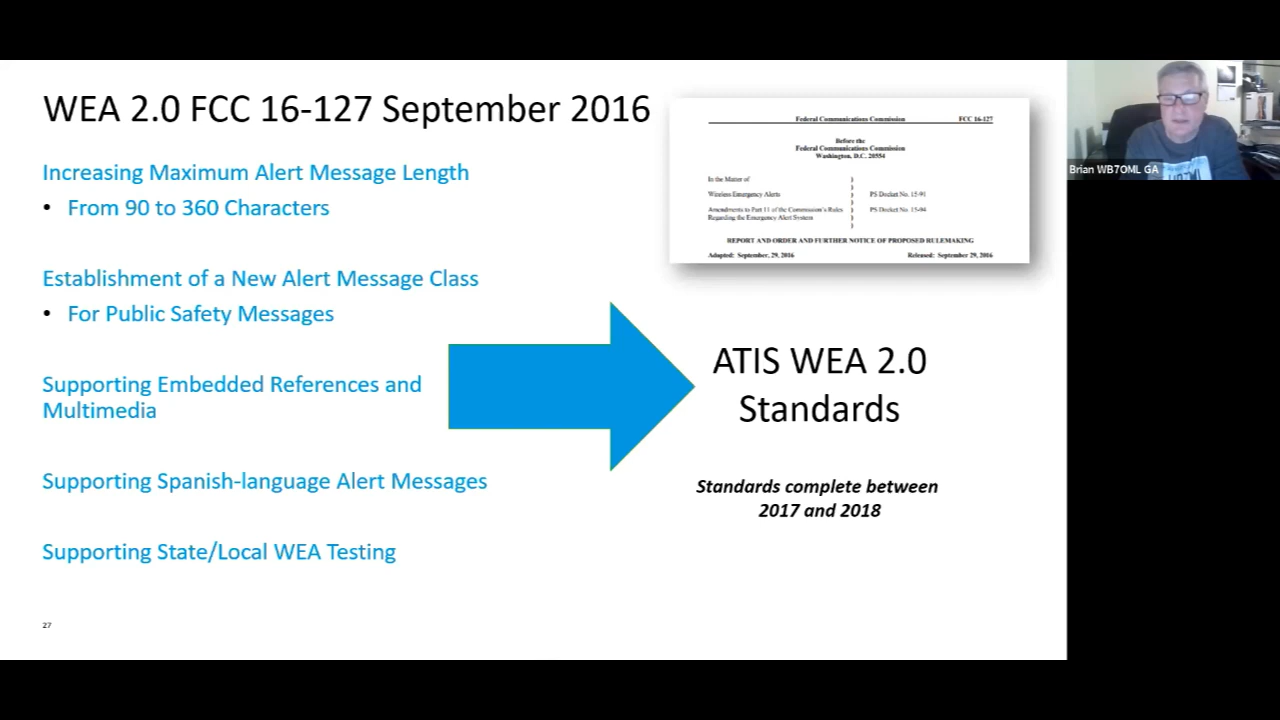 WEA 2.0 FCC 16-127 September 2016
Increasing Maximum Alert Message Length
• From 90 to 360 Characters
Establishment of a New Alert Message Class
• For Public Safety Messages
Supporting Embedded References and
Multimedia
Supporting Spanish-language Alert Messages
Supporting State/Local WEA Testing
27
Federal Communications Commission FCC 16-127
Before the
Federal Communications Commission
Washington, D.C. 20554
In the Matter of )
)
Wireless Emergency Alerts ) PS Docket No. 15-91
)
Amendments to Part 11 of the Commission's Rules ) PS Docket No. 15-94
Regarding the Emergency Alert System )
)
REPORT AND ORDER AND FURTHER NOTICE OF PROPOSED RULEMAKING
Adopted: September, 29, 2016 Released: September 29, 2016
ATIS WEA 2.0
Standards
Standards complete between
2017 and 2018
Brian WB7OML GA